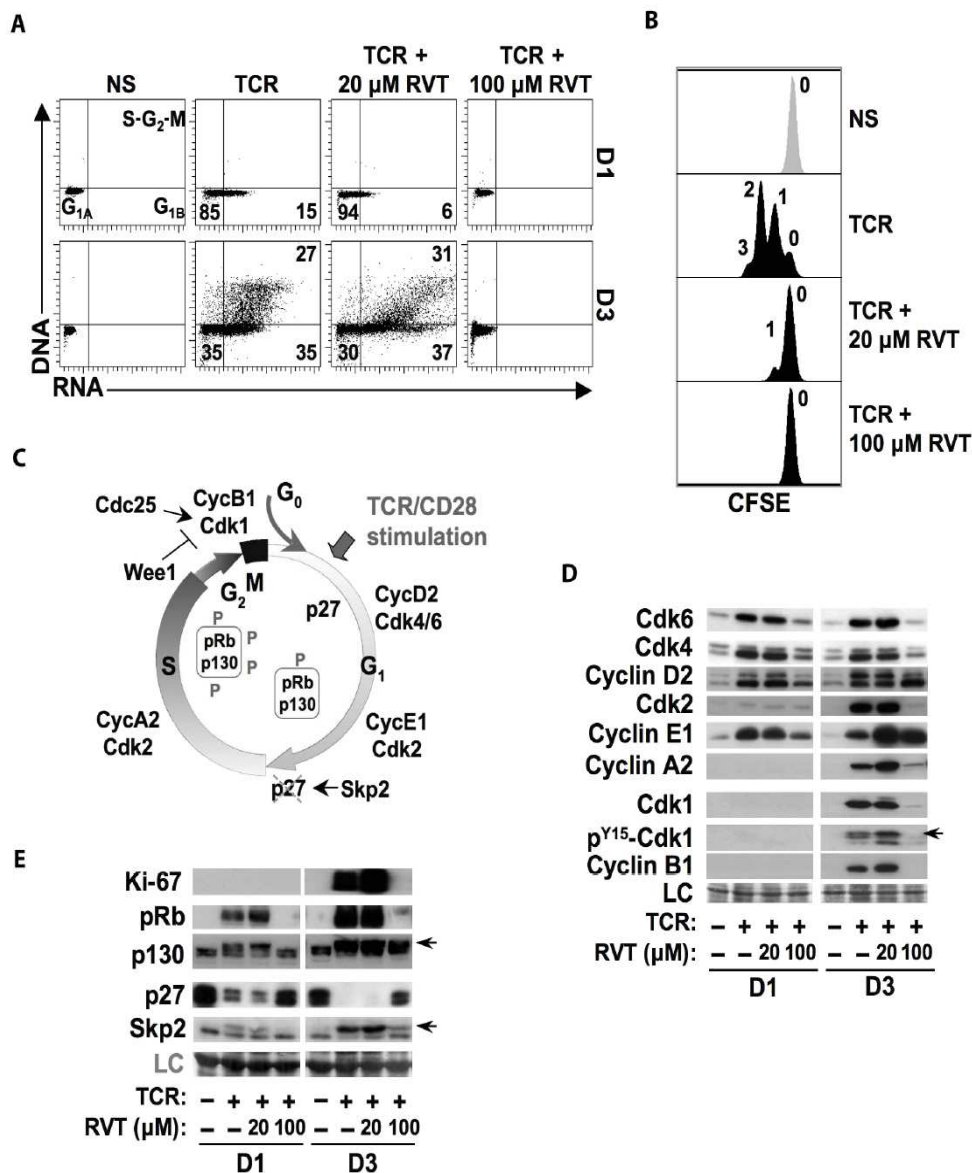 A
NS
TCR
TCR +
20 µM RVT
TCR +
100 µM RVT
S-G2-M
G1A
G1B
85
15
94
6
D1
27
35
35
31
30
37
D3
DNA
RNA
B
0
NS
3
2
1
0
TCR
1
0
TCR +
20 µM RVT
0
TCR +
100 µM RVT
CFSE
C
Cdc25
CycB1
Cdk1
Wee1
G0
TCR/CD28
stimulation
M
G2
S
G1
p27
CycD2
Cdk4/6
P
pRb
p130
P
P
P
P
pRb
p130
CycA2
Cdk2
CycE1
Cdk2
p27
Skp2
D
Cdk6
Cdk4
Cyclin D2
Cdk2
Cyclin E1
Cyclin A2
Cdk1
pY15-Cdk1
Cyclin B1
LC
TCR: – + + + – + + +
RVT (µM): – – 20 100 – – 20 100
D1 D3
E
Ki-67
pRb
p130
p27
Skp2
LC
TCR: – + + + – + + +
RVT (µM): – – 20 100 – – 20 100
D1 D3